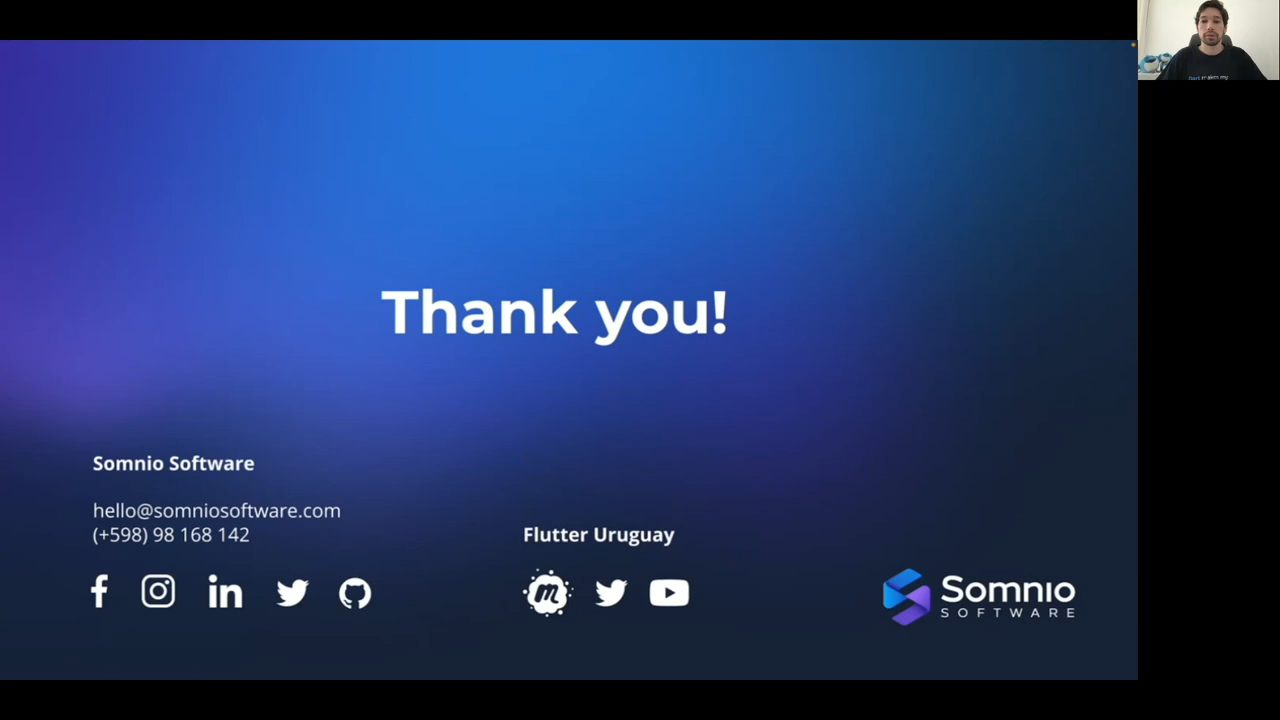 Thank you!
Somnio Software
hello@somniosoftware.com
(+598) 98 168 142
Flutter Uruguay
Somnio
SOFTWARE